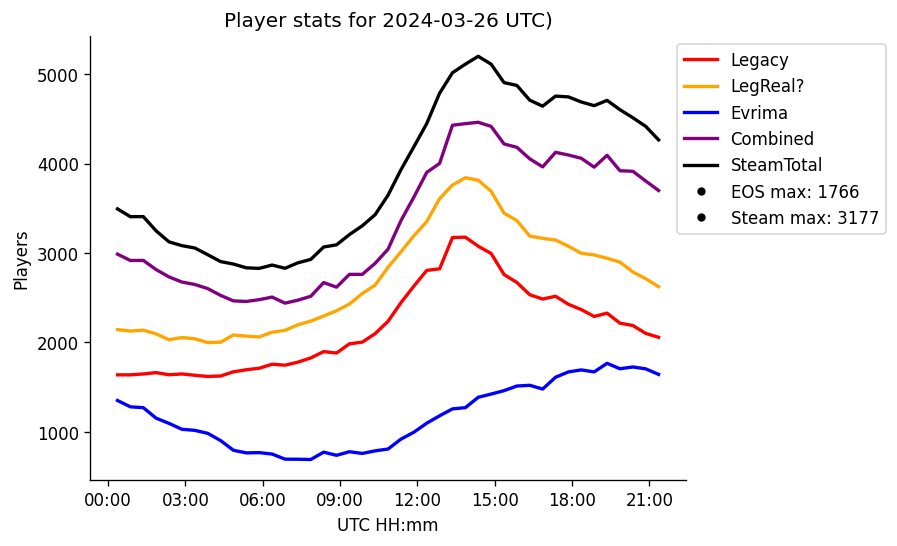 Player stats for 2024-03-26 UTC)
Legacy
LegReal?
Evrima
Combined
SteamTotal
EOS max: 1766
Steam max: 3177
Players
5000
4000
3000
2000
1000
00:00 03:00 06:00 09:00 12:00 15:00 18:00 21:00
UTC HH:mm